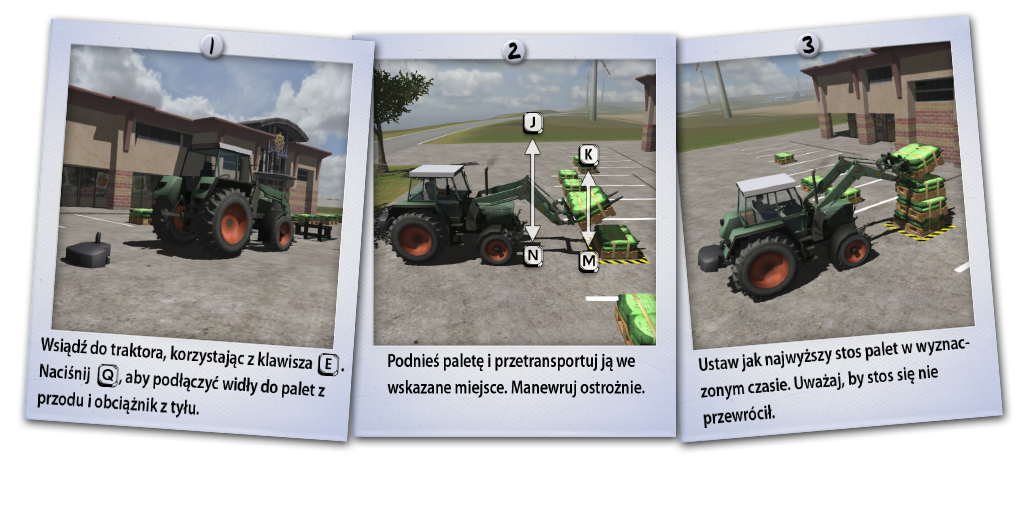 1
Wsiądź do traktora, korzystając z klawisza E.
Naciśnij Q, aby podłączyć widły do palet z
przodu i obciążnik z tyłu.
2
J
K
N
M
Podnieś paletę i przetransportuj ją we
wskazane miejsce. Manewruj ostrożnie.
3
Ustaw jak najwyższy stos palet w wyznac-
zonym czasie. Uważaj, by stos się nie
przewrócił.